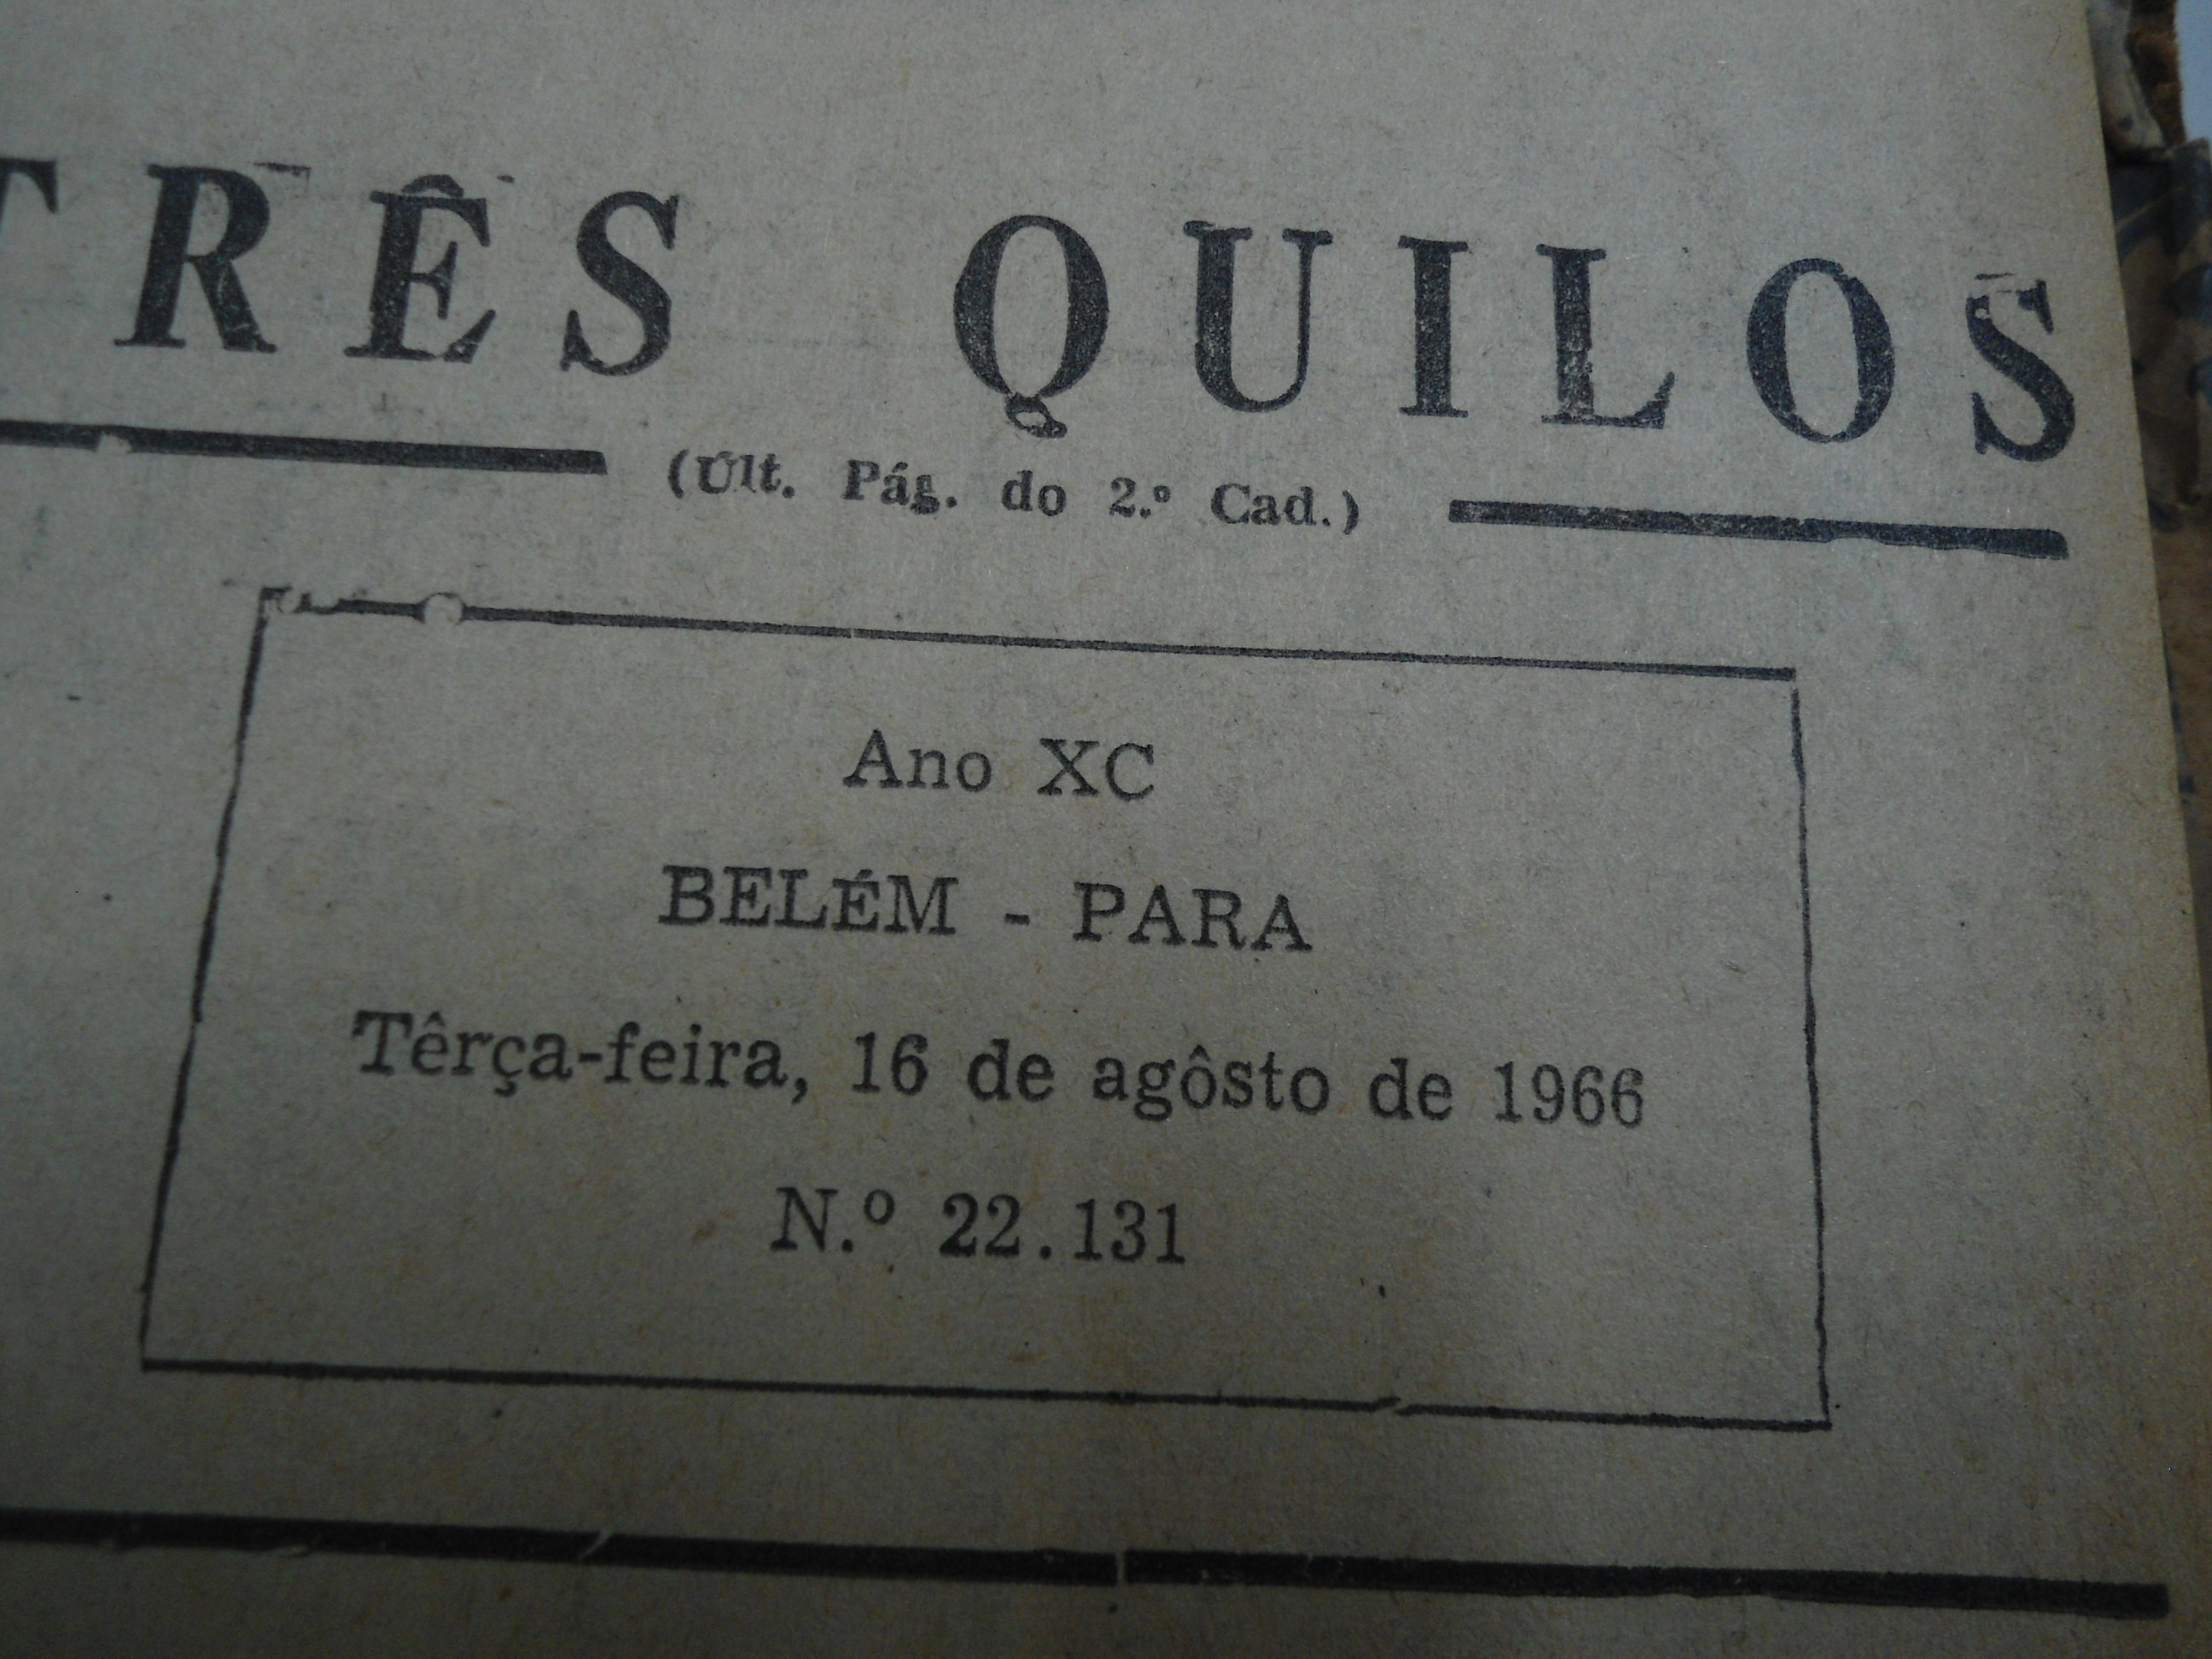 TRÊS QUILOS
(Últ. Pág. do 2.º Cad.)
Ano XC
BELÉM - PARA
Têrça-feira, 16 de agôsto de 1966
N.º 22.131